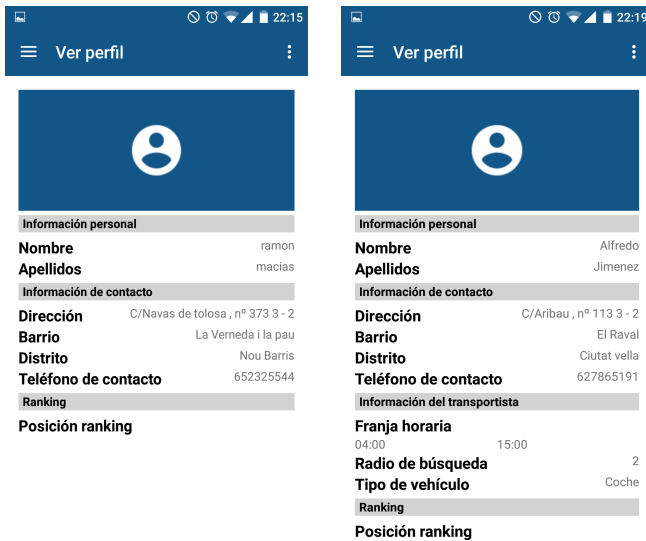 22:15
Ver perfil
Información personal
Nombre ramon
Apellidos macias
Información de contacto
Dirección C/Navas de tolosa , nº 373 3 - 2
Barrio La Verneda i la pau
Distrito Nou Barris
Teléfono de contacto 652325544
Ranking
Posición ranking
22:19
Ver perfil
Información personal
Nombre Alfredo
Apellidos Jimenez
Información de contacto
Dirección C/Aribau , nº 113 3 - 2
Barrio El Raval
Distrito Ciutat vella
Teléfono de contacto 627865191
Información del transportista
Franja horaria
04:00 15:00
Radio de búsqueda 2
Tipo de vehículo Coche
Ranking
Posición ranking